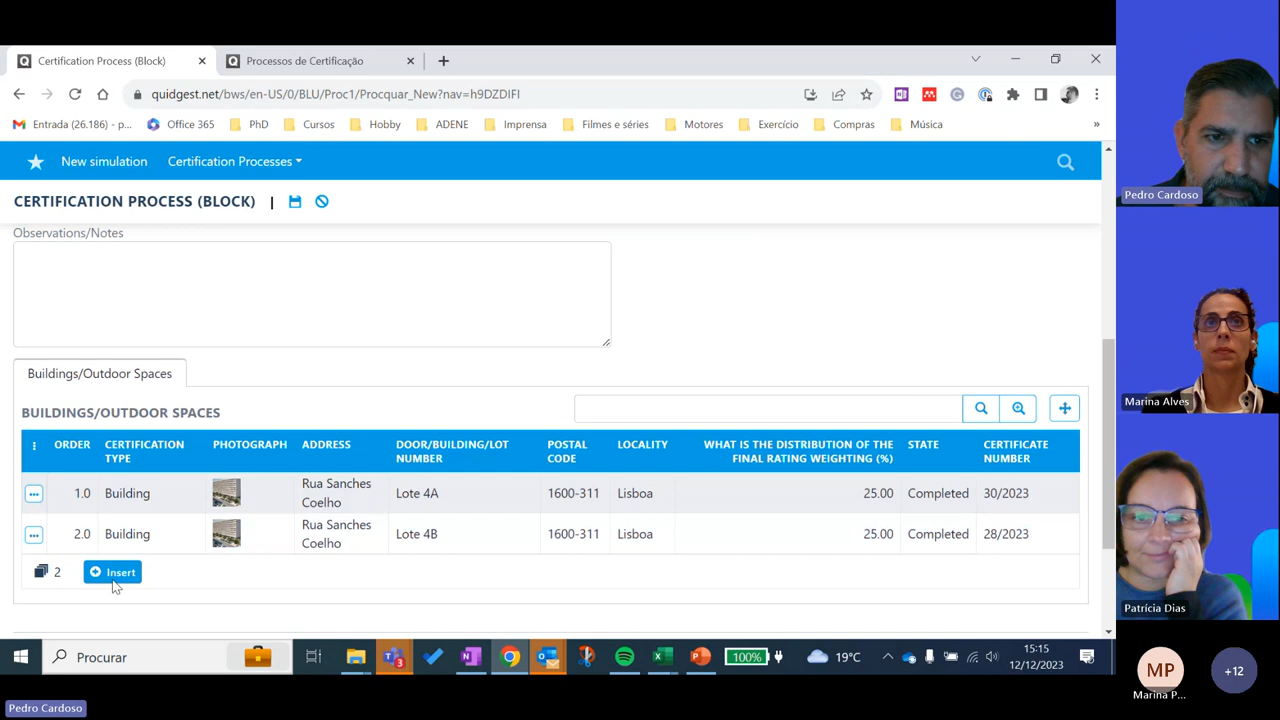 Certification Process (Block)
Processos de Certificação
quidgest.net/bws/en-US/0/BLU/Proc1/Procquar_New?nav=h9DZDIFI
Entrada (26.186) - p...
Office 365
PhD
Cursos
Hobby
ADENE
Imprensa
Filmes e séries
Motores
Exercício
Compras
Música
»
New simulation
Certification Processes
CERTIFICATION PROCESS (BLOCK)
Observations/Notes
Buildings/Outdoor Spaces
BUILDINGS/OUTDOOR SPACES
ORDER
CERTIFICATION
TYPE
PHOTOGRAPH
ADDRESS
DOOR/BUILDING/LOT
NUMBER
POSTAL
CODE
LOCALITY
WHAT IS THE DISTRIBUTION OF THE
FINAL RATING WEIGHTING (%)
STATE
CERTIFICATE
NUMBER
1.0
Building
Rua Sanches
Coelho
Lote 4A
1600-311
Lisboa
25.00
Completed
30/2023
2.0
Building
Rua Sanches
Coelho
Lote 4B
1600-311
Lisboa
25.00
Completed
28/2023
2
Insert
Procurar
3
100%
19°C
15:15
12/12/2023
Pedro Cardoso
Marina Alves
Patrícia Dias
MP
Marina P...
+12
Pedro Cardoso